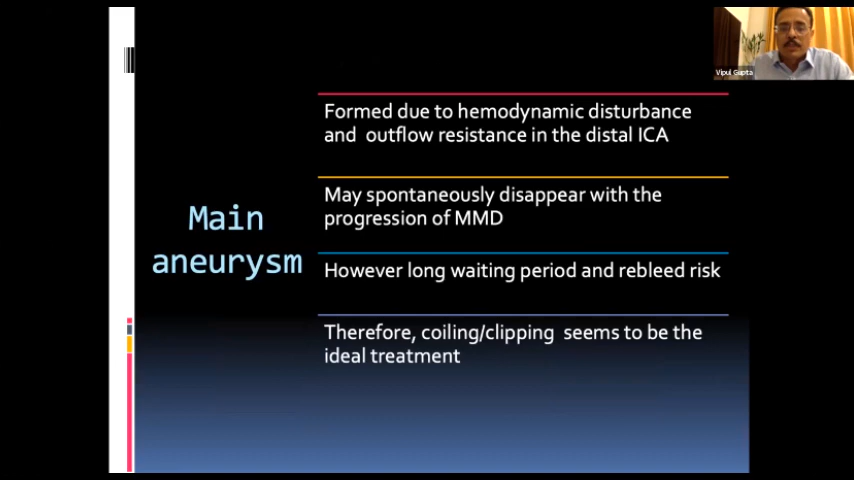 Vipul Gupta
Formed due to hemodynamic disturbance
and outflow resistance in the distal ICA
May spontaneously disappear with the
progression of MMD
Main
aneurysm
However long waiting period and rebleed risk
Therefore, coiling/clipping seems to be the
ideal treatment